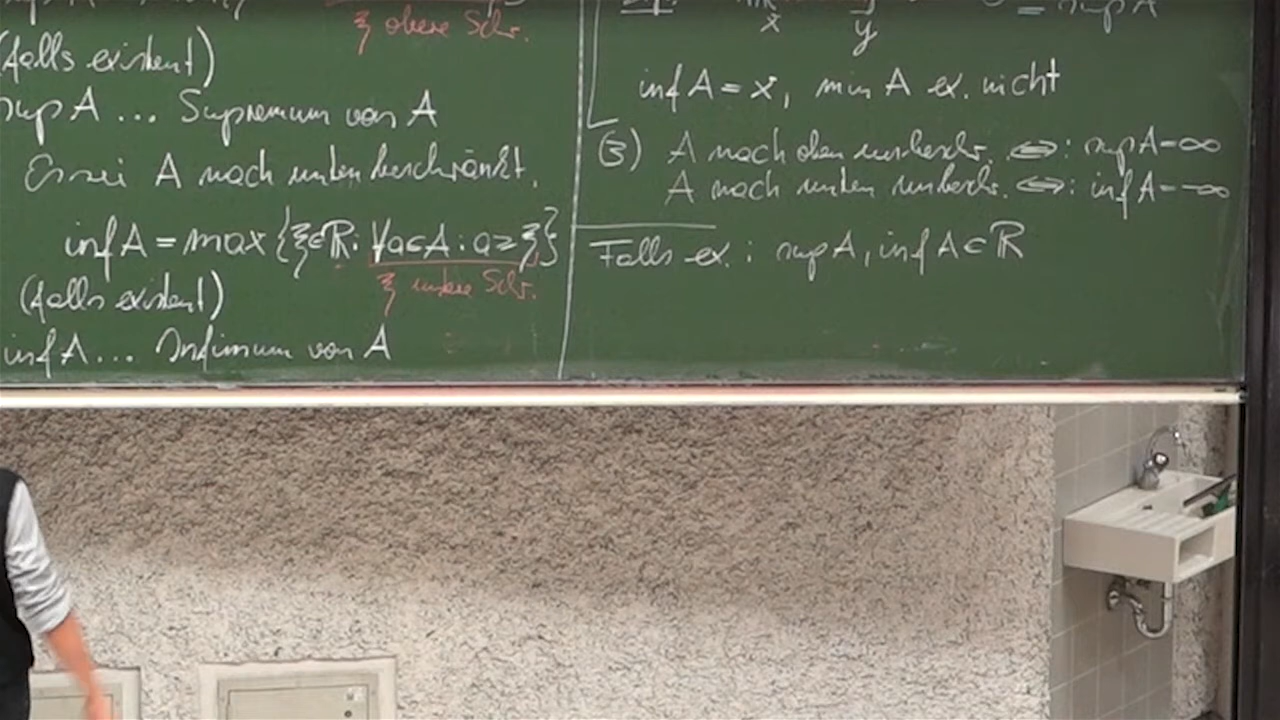 ξ obere Schr.
(falls existent)
sup A ... Supremum von A
Es sei A nach unten beschränkt.
inf A = max {ξ∈ℝ: ∀a∈A: a≥ξ}
ξ untere Schr.
(falls existent)
inf A ... Infimum von A
= sup A
x y
inf A = x, min A ex. nicht
(3) A nach oben unbeschr. ⇔: sup A=∞
A nach unten unbeschr. ⇔: inf A=-∞
Falls ex.: sup A, inf A∈ℝ